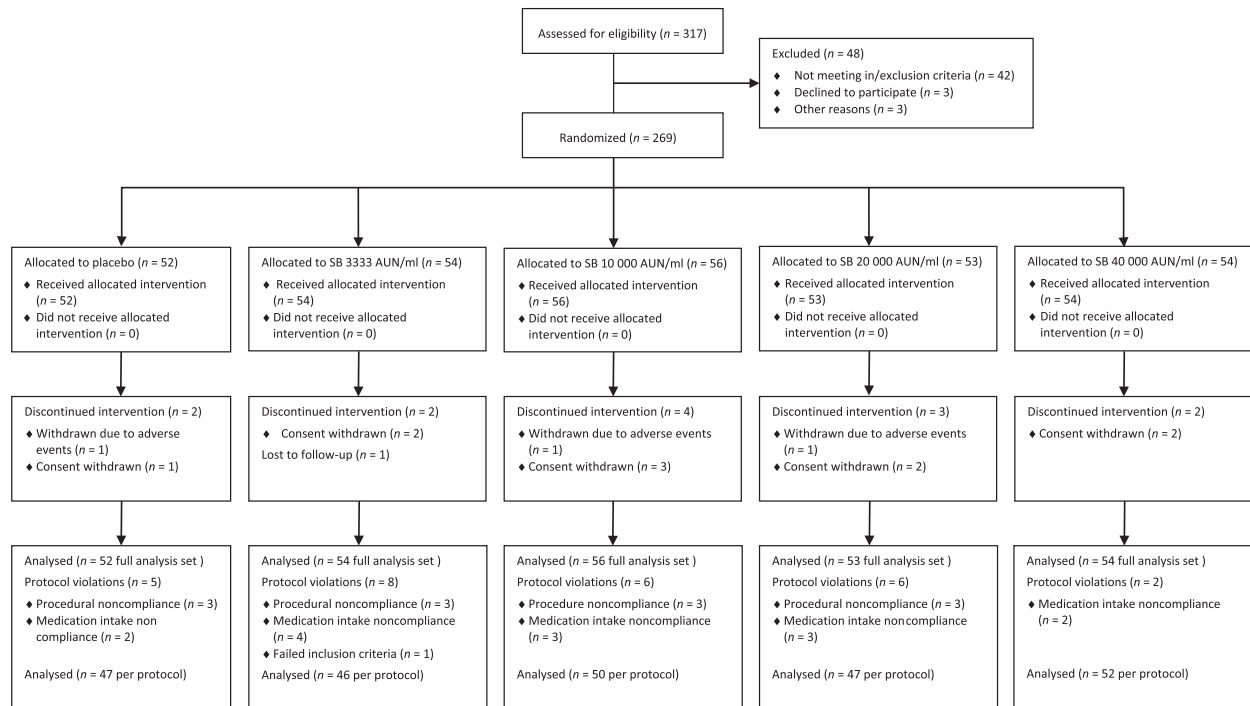 Assessed for eligibility (n = 317)
Excluded (n = 48)
♦ Not meeting in/exclusion criteria (n = 42)
♦ Declined to participate (n = 3)
♦ Other reasons (n = 3)
Randomized (n = 269)
Allocated to placebo (n = 52)
♦ Received allocated intervention
(n = 52)
♦ Did not receive allocated
intervention (n = 0)
Allocated to SB 3333 AUN/ml (n = 54)
♦ Received allocated intervention
(n = 54)
♦ Did not receive allocated
intervention (n = 0)
Allocated to SB 10 000 AUN/ml (n = 56)
♦ Received allocated intervention
(n = 56)
♦ Did not receive allocated
intervention (n = 0)
Allocated to SB 20 000 AUN/ml (n = 53)
♦ Received allocated intervention
(n = 53)
♦ Did not receive allocated
intervention (n = 0)
Allocated to SB 40 000 AUN/ml (n = 54)
♦ Received allocated intervention
(n = 54)
♦ Did not receive allocated
intervention (n = 0)
Discontinued intervention (n = 2)
♦ Withdrawn due to adverse
events (n = 1)
♦ Consent withdrawn (n = 1)
Discontinued intervention (n = 2)
♦ Consent withdrawn (n = 2)
Lost to follow-up (n = 1)
Discontinued intervention (n = 4)
♦ Withdrawn due to adverse events
(n = 1)
♦ Consent withdrawn (n = 3)
Discontinued intervention (n = 3)
♦ Withdrawn due to adverse events
(n = 1)
♦ Consent withdrawn (n = 2)
Discontinued intervention (n = 2)
♦ Consent withdrawn (n = 2)
Analysed (n = 52 full analysis set )
Protocol violations (n = 5)
♦ Procedural noncompliance (n = 3)
♦ Medication intake non
compliance (n = 2)
Analysed (n = 47 per protocol)
Analysed (n = 54 full analysis set )
Protocol violations (n = 8)
♦ Procedural noncompliance (n = 3)
♦ Medication intake noncompliance
(n = 4)
♦ Failed inclusion criteria (n = 1)
Analysed (n = 46 per protocol)
Analysed (n = 56 full analysis set )
Protocol violations (n = 6)
♦ Procedure noncompliance (n = 3)
♦ Medication intake noncompliance
(n = 3)
Analysed (n = 50 per protocol)
Analysed (n = 53 full analysis set )
Protocol violations (n = 6)
♦ Procedural noncompliance (n = 3)
♦ Medication intake noncompliance
(n = 3)
Analysed (n = 47 per protocol)
Analysed (n = 54 full analysis set )
Protocol violations (n = 2)
♦ Medication intake noncompliance
(n = 2)
Analysed (n = 52 per protocol)